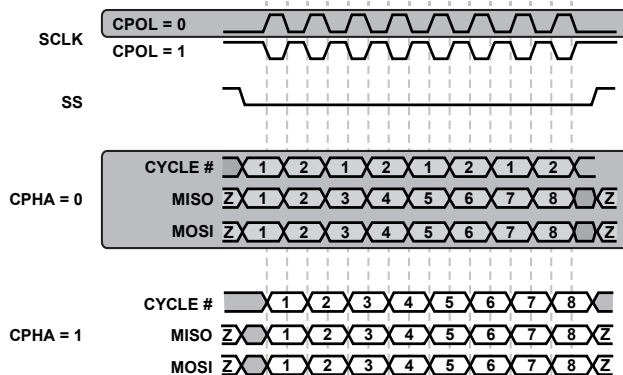 SCLK
CPOL = 0
CPOL = 1
SS
CPHA = 0
CYCLE # 1 2 1 2 1 2 1 2
MISO Z 1 2 3 4 5 6 7 8 Z
MOSI Z 1 2 3 4 5 6 7 8 Z
CPHA = 1
CYCLE # 1 2 3 4 5 6 7 8
MISO Z 1 2 3 4 5 6 7 8 Z
MOSI Z 1 2 3 4 5 6 7 8 Z